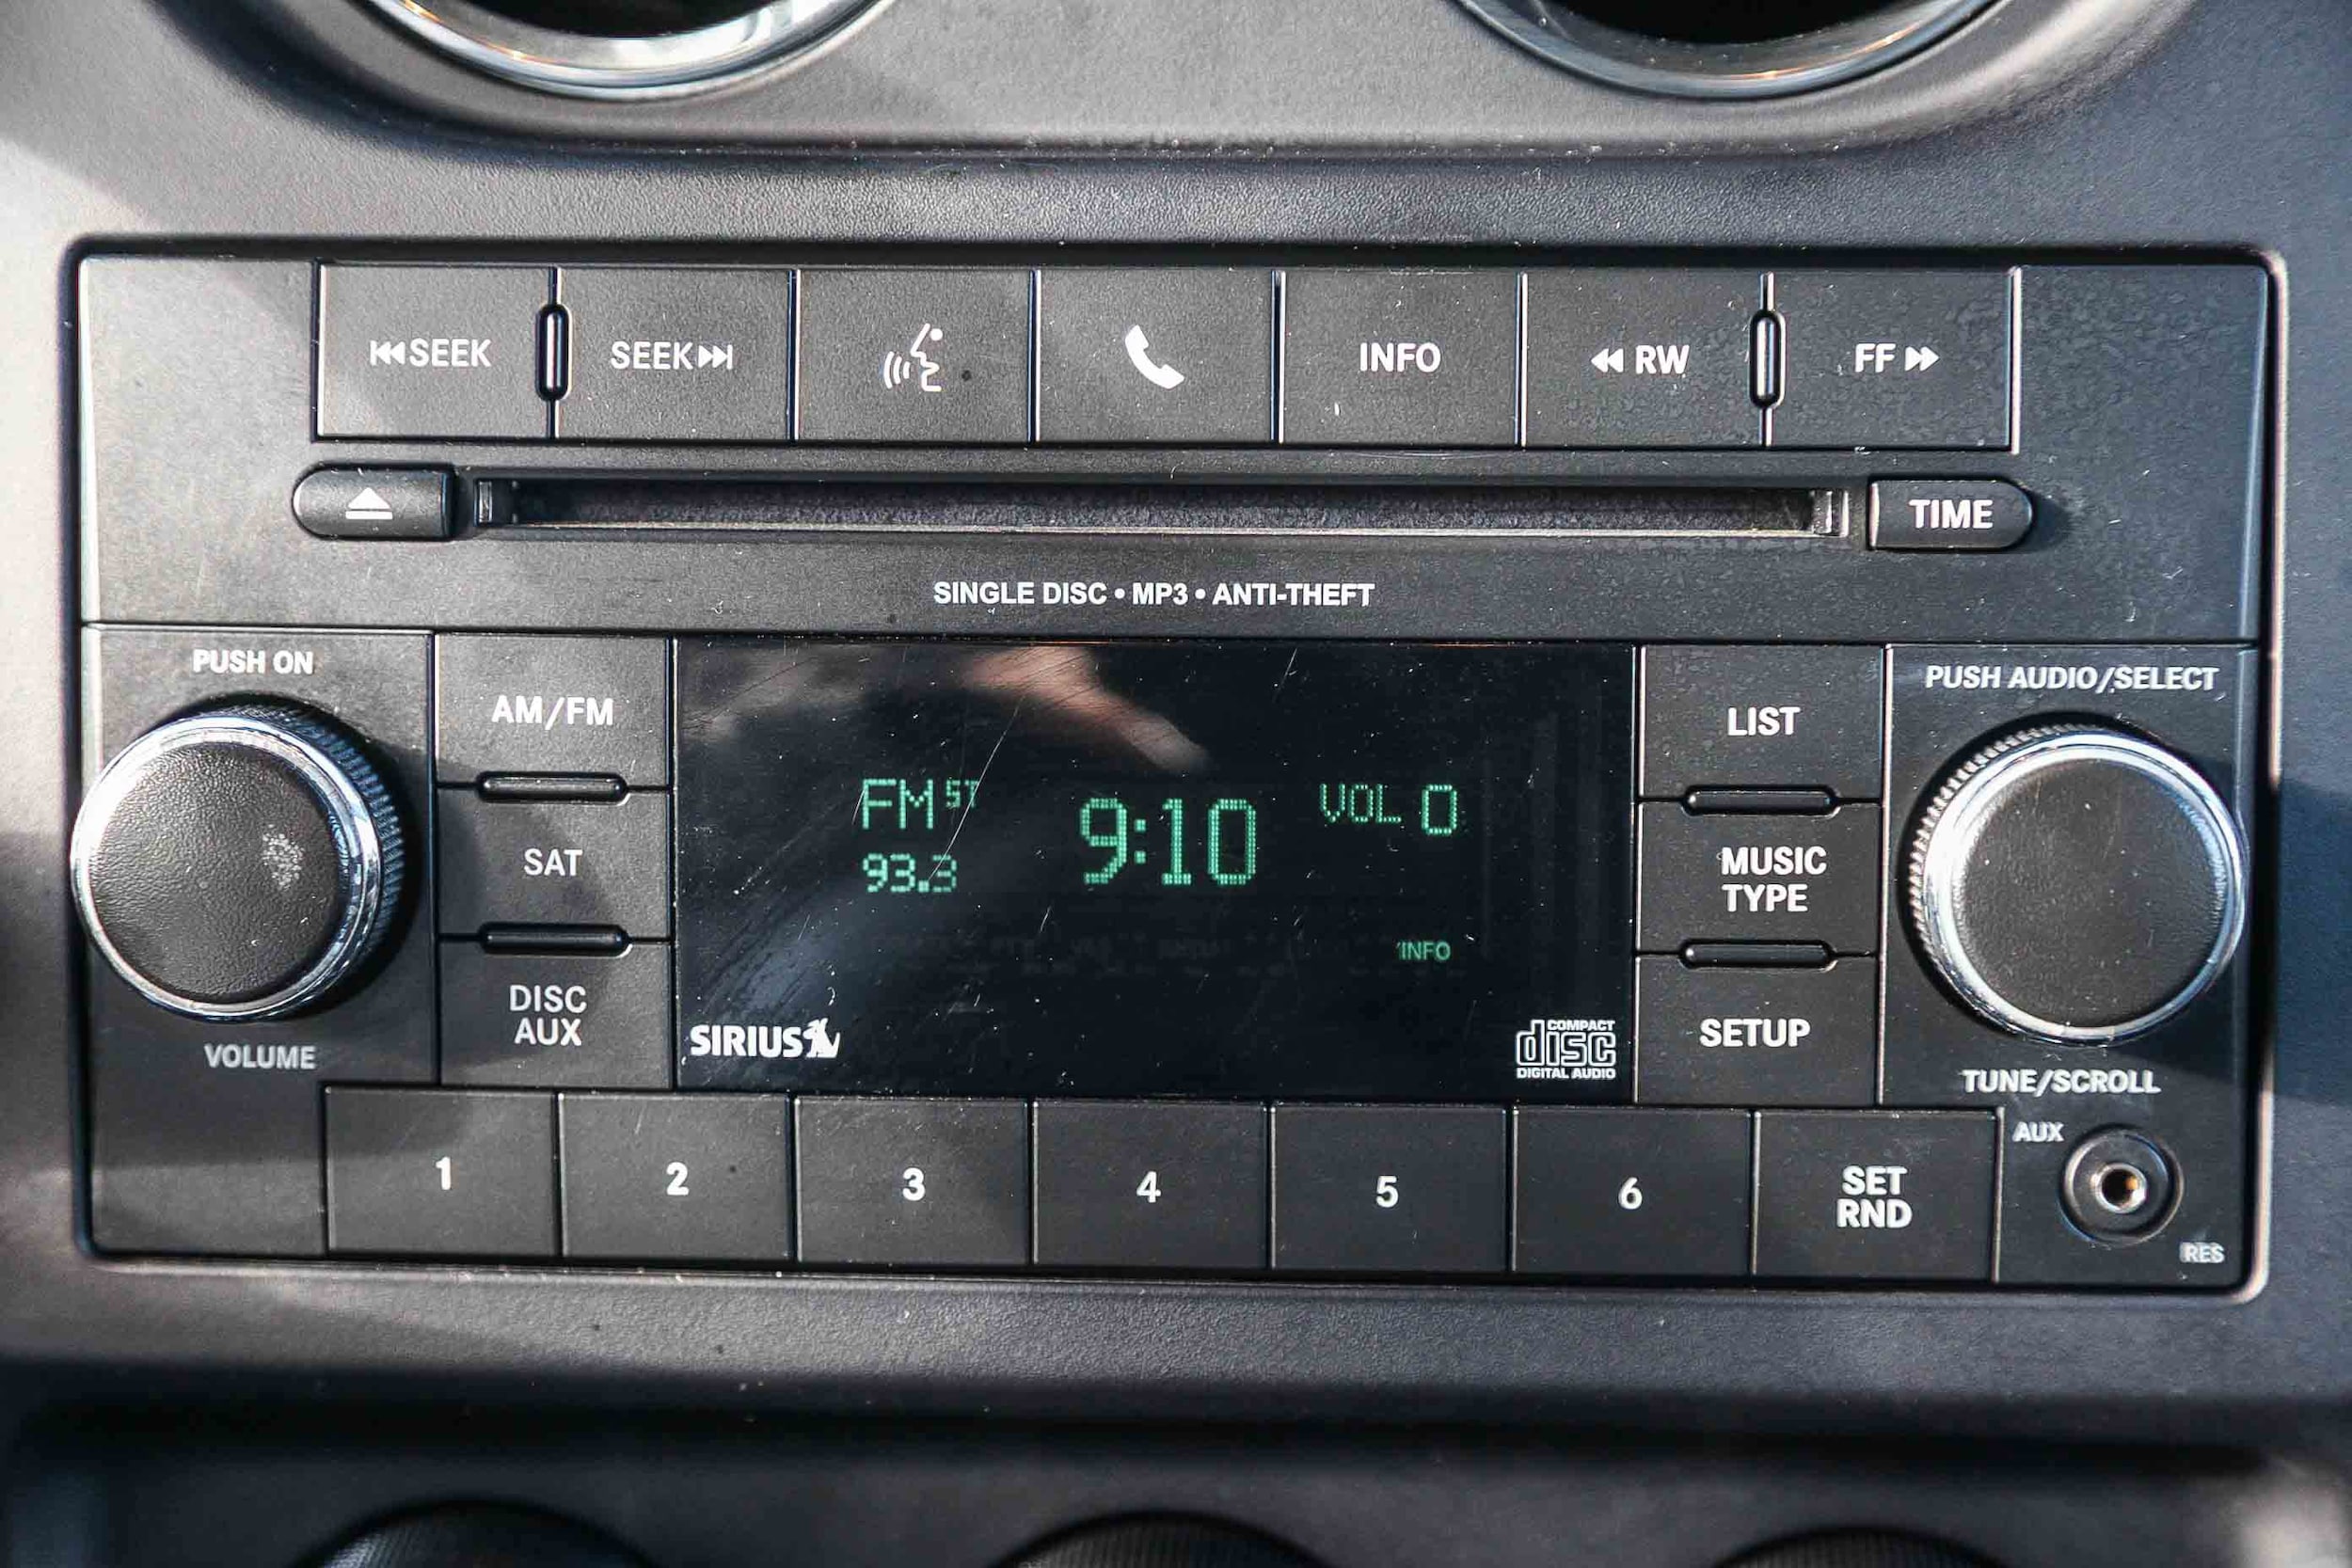 SEEK
SEEK
INFO
RW
FF
TIME
SINGLE DISC • MP3 • ANTI-THEFT
PUSH ON
VOLUME
AM/FM
SAT
DISC
AUX
FM ST
93.3
9:10
VOL 0
INFO
SIRIUS
COMPACT
disc
DIGITAL AUDIO
LIST
MUSIC
TYPE
SETUP
PUSH AUDIO/SELECT
TUNE/SCROLL
1
2
3
4
5
6
SET
RND
AUX
RES